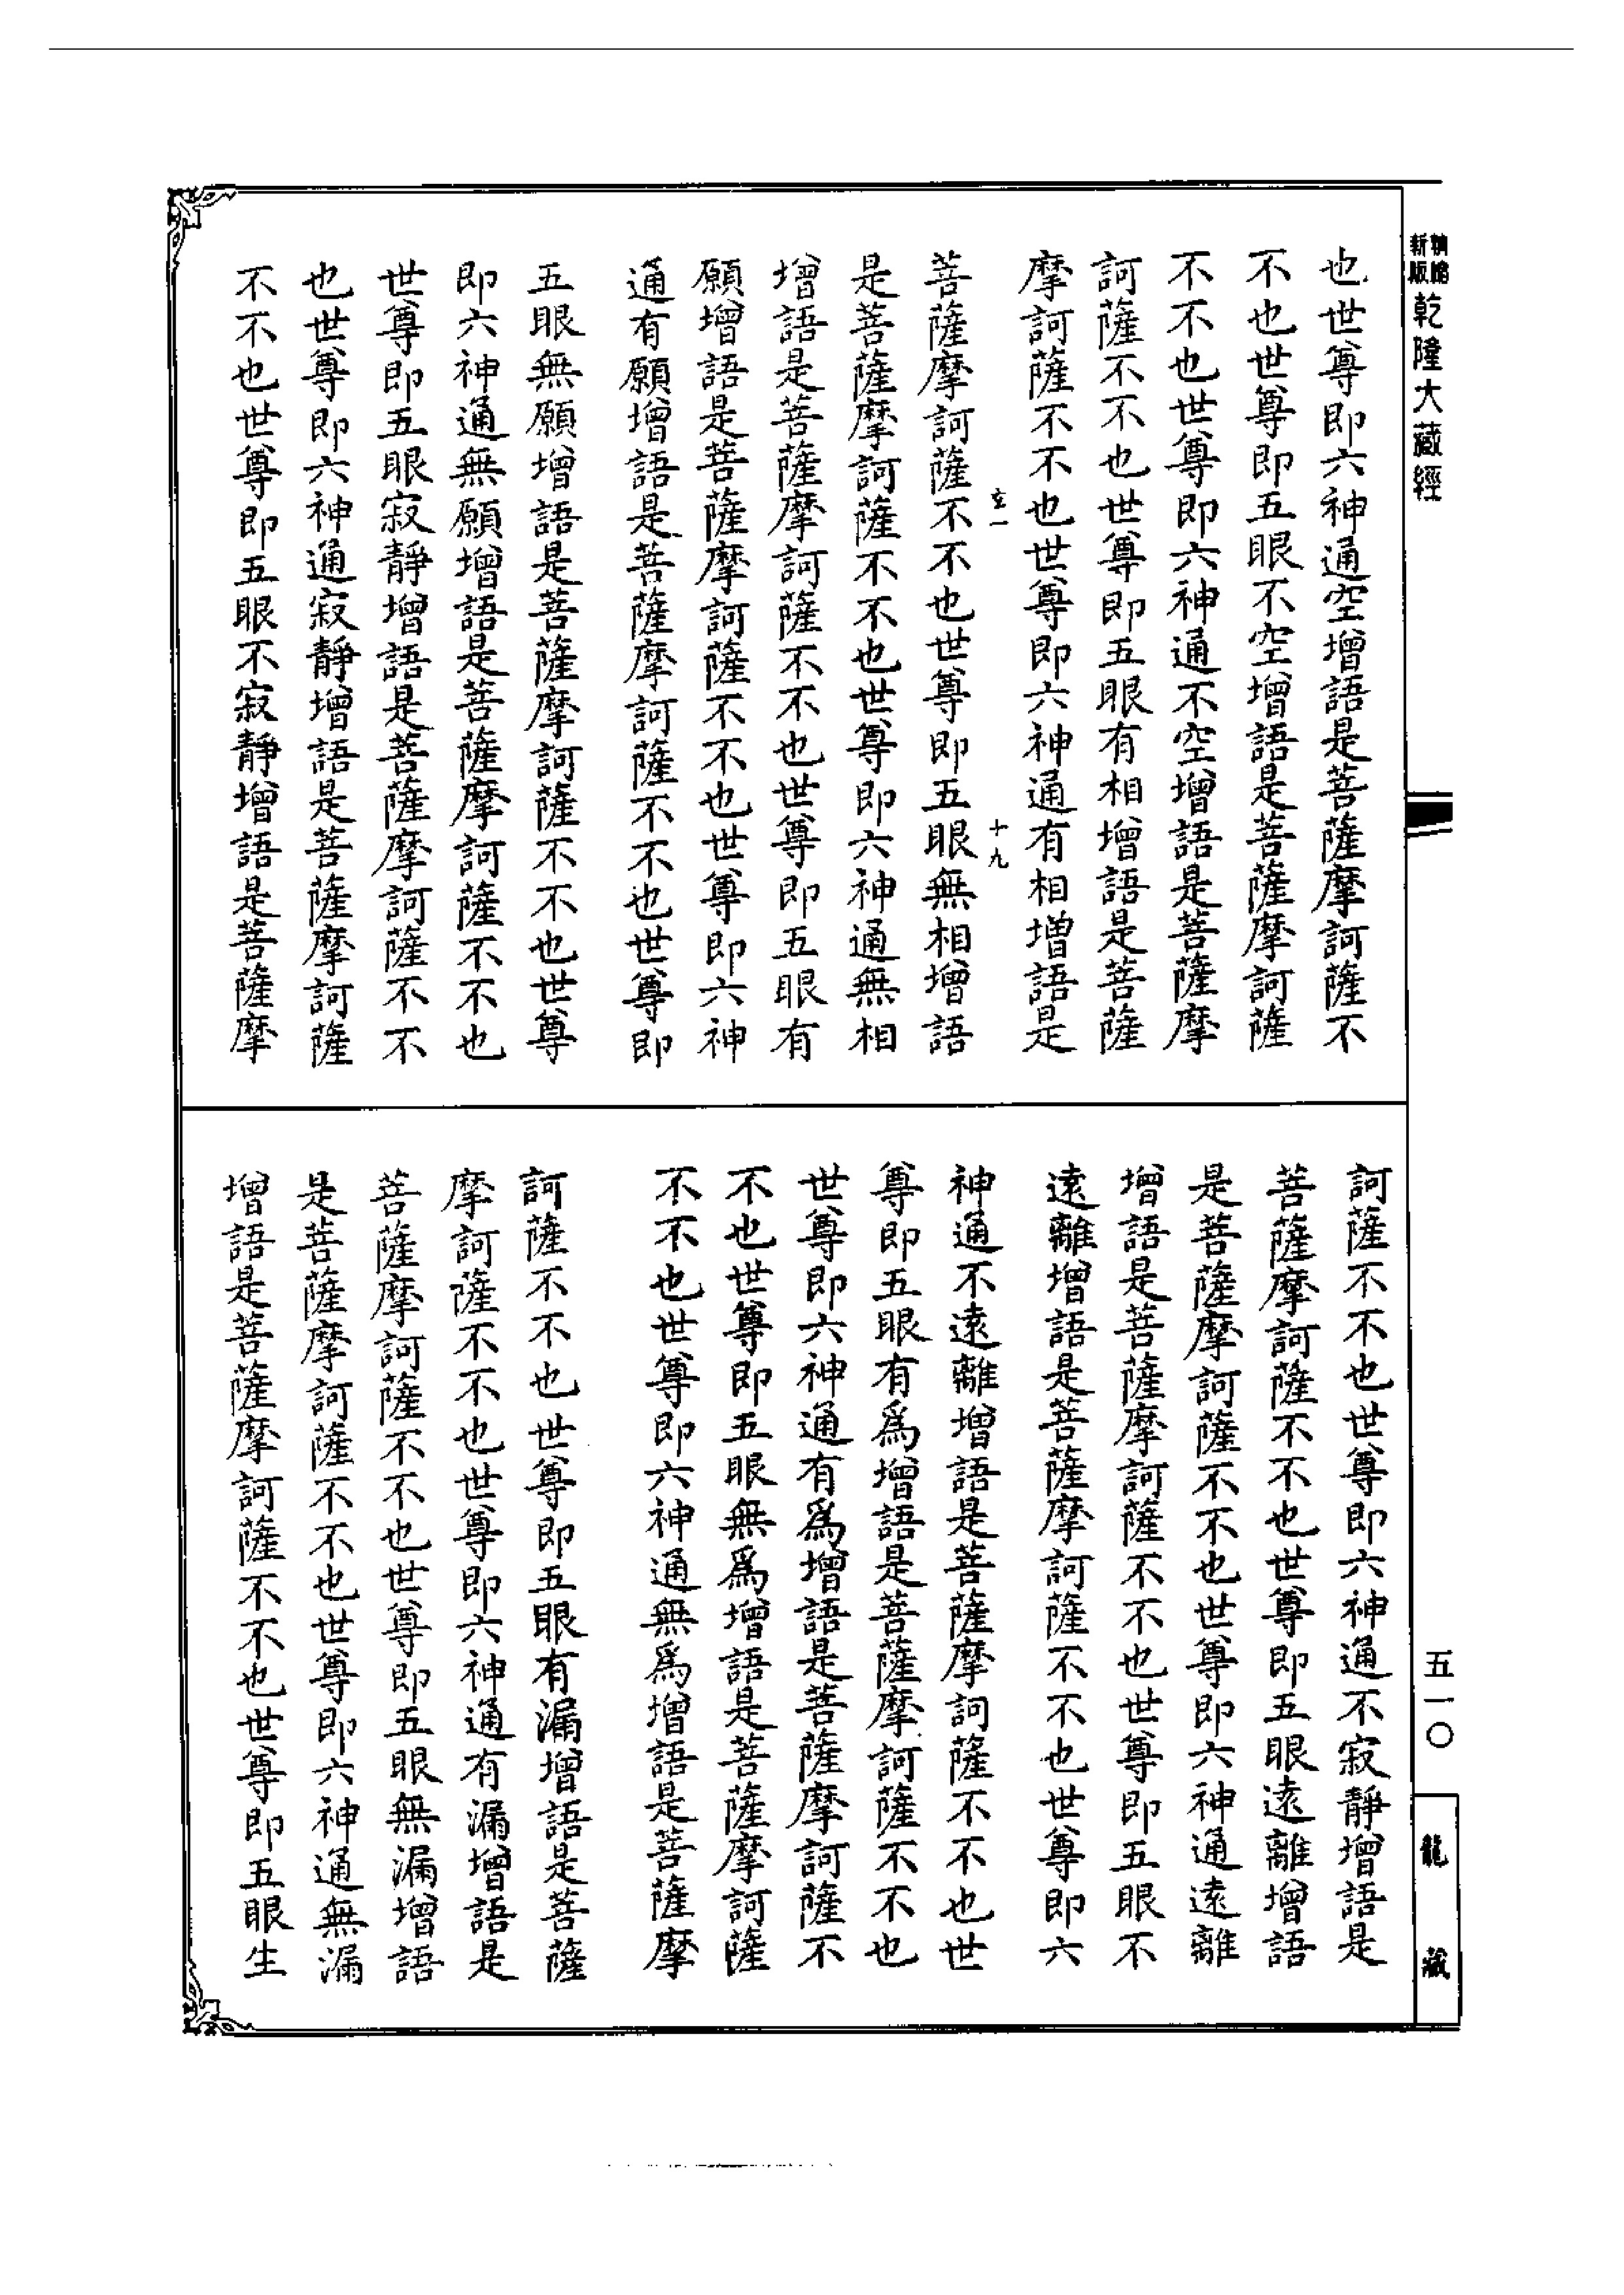 精縮
新版
乾隆大藏經
也世尊即六神通空增語是菩薩摩訶薩不
不也世尊即五眼不空增語是菩薩摩訶薩
不不也世尊即六神通不空增語是菩薩摩
訶薩不不也世尊即五眼有相增語是菩薩
摩訶薩不不也世尊即六神通有相增語是
玄一
十九
菩薩摩訶薩不不也世尊即五眼無相增語
是菩薩摩訶薩不不也世尊即六神通無相
增語是菩薩摩訶薩不不也世尊即五眼有
願增語是菩薩摩訶薩不不也世尊即六神
通有願增語是菩薩摩訶薩不不也世尊即
五眼無願增語是菩薩摩訶薩不不也世尊
即六神通無願增語是菩薩摩訶薩不不也
世尊即五眼寂靜增語是菩薩摩訶薩不不
也世尊即六神通寂靜增語是菩薩摩訶薩
不不也世尊即五眼不寂靜增語是菩薩摩
五一〇
龍藏
訶薩不不也世尊即六神通不寂靜增語是
菩薩摩訶薩不不也世尊即五眼遠離增語
是菩薩摩訶薩不不也世尊即六神通遠離
增語是菩薩摩訶薩不不也世尊即五眼不
遠離增語是菩薩摩訶薩不不也世尊即六
神通不遠離增語是菩薩摩訶薩不不也世
尊即五眼有爲增語是菩薩摩訶薩不不也
世尊即六神通有爲增語是菩薩摩訶薩不
不也世尊即五眼無爲增語是菩薩摩訶薩
不不也世尊即六神通無爲增語是菩薩摩
訶薩不不也世尊即五眼有漏增語是菩薩
摩訶薩不不也世尊即六神通有漏增語是
菩薩摩訶薩不不也世尊即五眼無漏增語
是菩薩摩訶薩不不也世尊即六神通無漏
增語是菩薩摩訶薩不不也世尊即五眼生